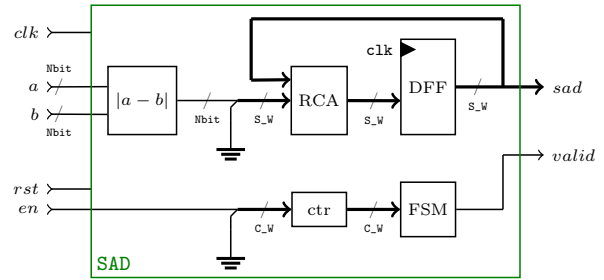 clk
clk
Nbit
a
|a − b|
RCA
DFF
sad
b
Nbit
Nbit
S_W
S_W
S_W
valid
rst
en
ctr
FSM
C_W
C_W
SAD